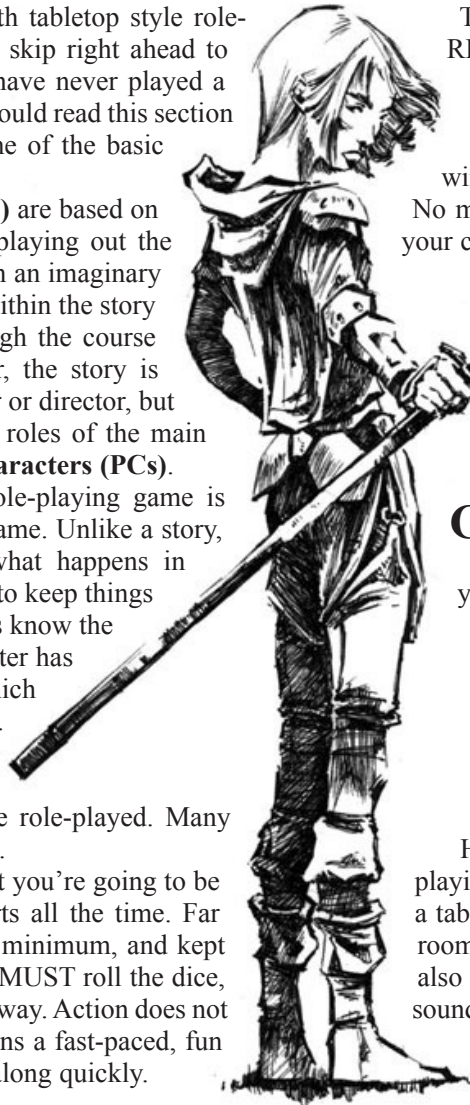 th tabletop style role-
skip right ahead to
have never played a
ould read this section
ne of the basic
) are based on
playing out the
n an imaginary
ithin the story
gh the course
r, the story is
r or director, but
roles of the main
aracters (PCs).
ole-playing game is
ame. Unlike a story,
what happens in
to keep things
s know the
ter has
ich
.
e role-played. Many
.
t you're going to be
rts all the time. Far
minimum, and kept
MUST roll the dice,
way. Action does not
ns a fast-paced, fun
along quickly.
T
RI
wi
No m
your c
C
y
H
playi
a tab
room
also
sound